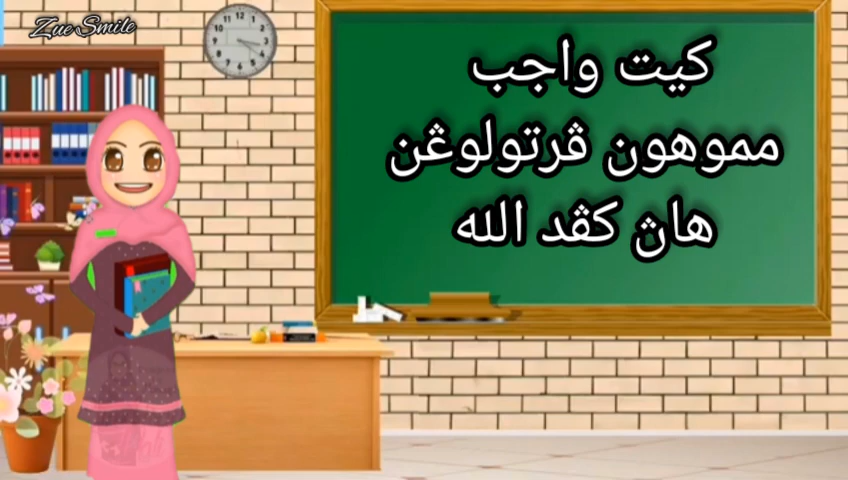 Zue Smile
کيت واجب
مموهون ڤرتولوڠن
هاڽ کڤد الله